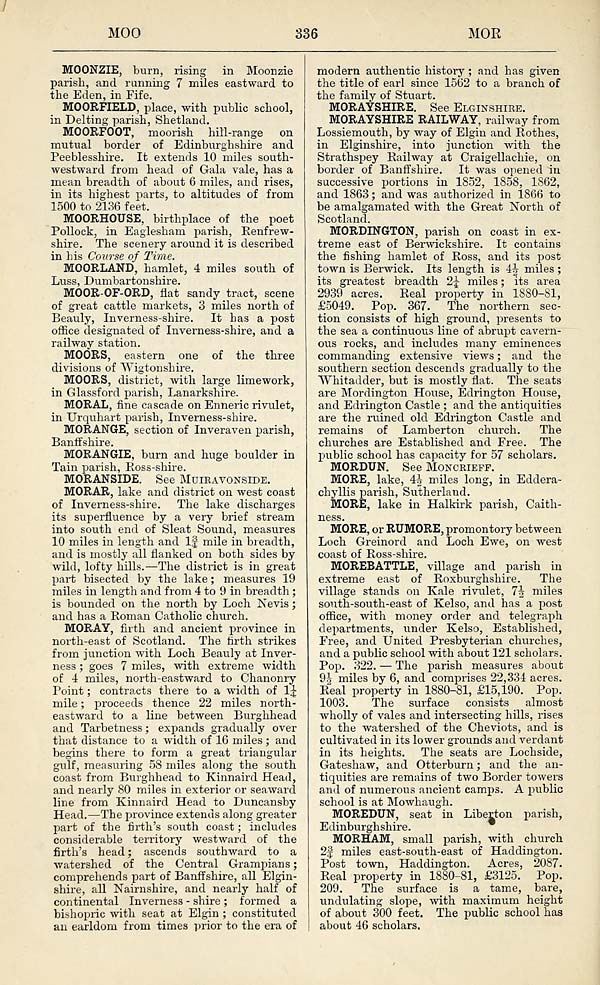 MOO 336 MOR
MOONZIE, burn, rising in Moonzie
parish, and running 7 miles eastward to
the Eden, in Fife.
MOORFIELD, place, with public school,
in Delting parish, Shetland.
MOORFOOT, moorish hill-range on
mutual border of Edinburghshire and
Peeblesshire. It extends 10 miles south-
westward from head of Gala vale, has a
mean breadth of about 6 miles, and rises,
in its highest parts, to altitudes of from
1500 to 2136 feet.
MOORHOUSE, birthplace of the poet
Pollock, in Eaglesham parish, Renfrew-
shire. The scenery around it is described
in his Course of Time.
MOORLAND, hamlet, 4 miles south of
Luss, Dumbartonshire.
MOOR-OF-ORD, flat sandy tract, scene
of great cattle markets, 3 miles north of
Beauly, Inverness-shire. It has a post
office designated of Inverness-shire, and a
railway station.
MOORS, eastern one of the three
divisions of Wigtonshire.
MOORS, district, with large limework,
in Glassford parish, Lanarkshire.
MORAL, fine cascade on Enneric rivulet,
in Urquhart parish, Inverness-shire.
MORANGE, section of Inveraven parish,
Banffshire.
MORANGIE, burn and huge boulder in
Tain parish, Ross-shire.
MORANSIDE. See MUIRAVONSIDE.
MORAR, lake and district on west coast
of Inverness-shire. The lake discharges
its superfluence by a very brief stream
into south end of Sleat Sound, measures
10 miles in length and 1¾ mile in breadth,
and is mostly all flanked on both sides by
wild, lofty hills.—The district is in great
part bisected by the lake; measures 19
miles in length and from 4 to 9 in breadth;
is bounded on the north by Loch Nevis;
and has a Roman Catholic church.
MORAY, firth and ancient province in
north-east of Scotland. The firth strikes
from junction with Loch Beauly at Inver-
ness; goes 7 miles, with extreme width
of 4 miles, north-eastward to Chanonry
Point; contracts there to a width of 1¼
mile; proceeds thence 22 miles north-
eastward to a line between Burghhead
and Tarbetness; expands gradually over
that distance to a width of 16 miles; and
begins there to form a great triangular
gulf, measuring 58 miles along the south
coast from Burghhead to Kinnaird Head,
and nearly 80 miles in exterior or seaward
line from Kinnaird Head to Duncansby
Head.—The province extends along greater
part of the firth's south coast; includes
considerable territory westward of the
firth's head; ascends southward to a
watershed of the Central Grampians;
comprehends part of Banffshire, all Elgin-
shire, all Nairnshire, and nearly half of
continental Inverness-shire; formed a
bishopric with seat at Elgin; constituted
an earldom from times prior to the era of
modern authentic history; and has given
the title of earl since 1562 to a branch of
the family of Stuart.
MORAYSHIRE. See ELGINSHIRE.
MORAYSHIRE RAILWAY, railway from
Lossiemouth, by way of Elgin and Rothes,
in Elginshire, into junction with the
Strathspey Railway at Craigellachie, on
border of Banffshire. It was opened in
successive portions in 1852, 1858, 1862,
and 1863; and was authorized in 1866 to
be amalgamated with the Great North of
Scotland.
MORDINGTON, parish on coast in ex-
treme east of Berwickshire. It contains
the fishing hamlet of Ross, and its post
town is Berwick. Its length is 4½ miles;
its greatest breadth 2¼ miles; its area
2939 acres. Real property in 1880-81,
£5049. Pop. 367. The northern sec-
tion consists of high ground, presents to
the sea a continuous line of abrupt cavern-
ous rocks, and includes many eminences
commanding extensive views; and the
southern section descends gradually to the
Whitadder, but is mostly flat. The seats
are Mordington House, Edrington House,
and Edrington Castle; and the antiquities
are the ruined old Edrington Castle and
remains of Lamberton church. The
churches are Established and Free. The
public school has capacity for 57 scholars.
MORDUN. See MONCRIEFF.
MORE, lake, 4½ miles long, in Eddera-
chyllis parish, Sutherland.
MORE, lake in Halkirk parish, Caith-
ness.
MORE, or RUMORE, promontory between
Loch Greinord and Loch Ewe, on west
coast of Ross-shire.
MOREBATTLE, village and parish in
extreme east of Roxburghshire. The
village stands on Kale rivulet, 7½ miles
south-south-east of Kelso, and has a post
office, with money order and telegraph
departments, under Kelso, Established,
Free, and United Presbyterian churches,
and a public school with about 121 scholars.
Pop. 322. — The parish measures about
9½ miles by 6, and comprises 22,334 acres.
Real property in 1880-81, £15,190. Pop.
1003. The surface consists almost
wholly of vales and intersecting hills, rises
to the watershed of the Cheviots, and is
cultivated in its lower grounds and verdant
in its heights. The seats are Lochside,
Gateshaw, and Otterburn; and the an-
tiquities are remains of two Border towers
and of numerous ancient camps. A public
school is at Mowhaugh.
MOREDUN, seat in Liberton parish,
Edinburghshire.
MORHAM, small parish, with church
2¾ miles east-south-east of Haddington.
Post town, Haddington. Acres, 2087.
Real property in 1880-81, £3125. Pop.
209. The surface is a tame, bare,
undulating slope, with maximum height
of about 300 feet. The public school has
about 46 scholars.